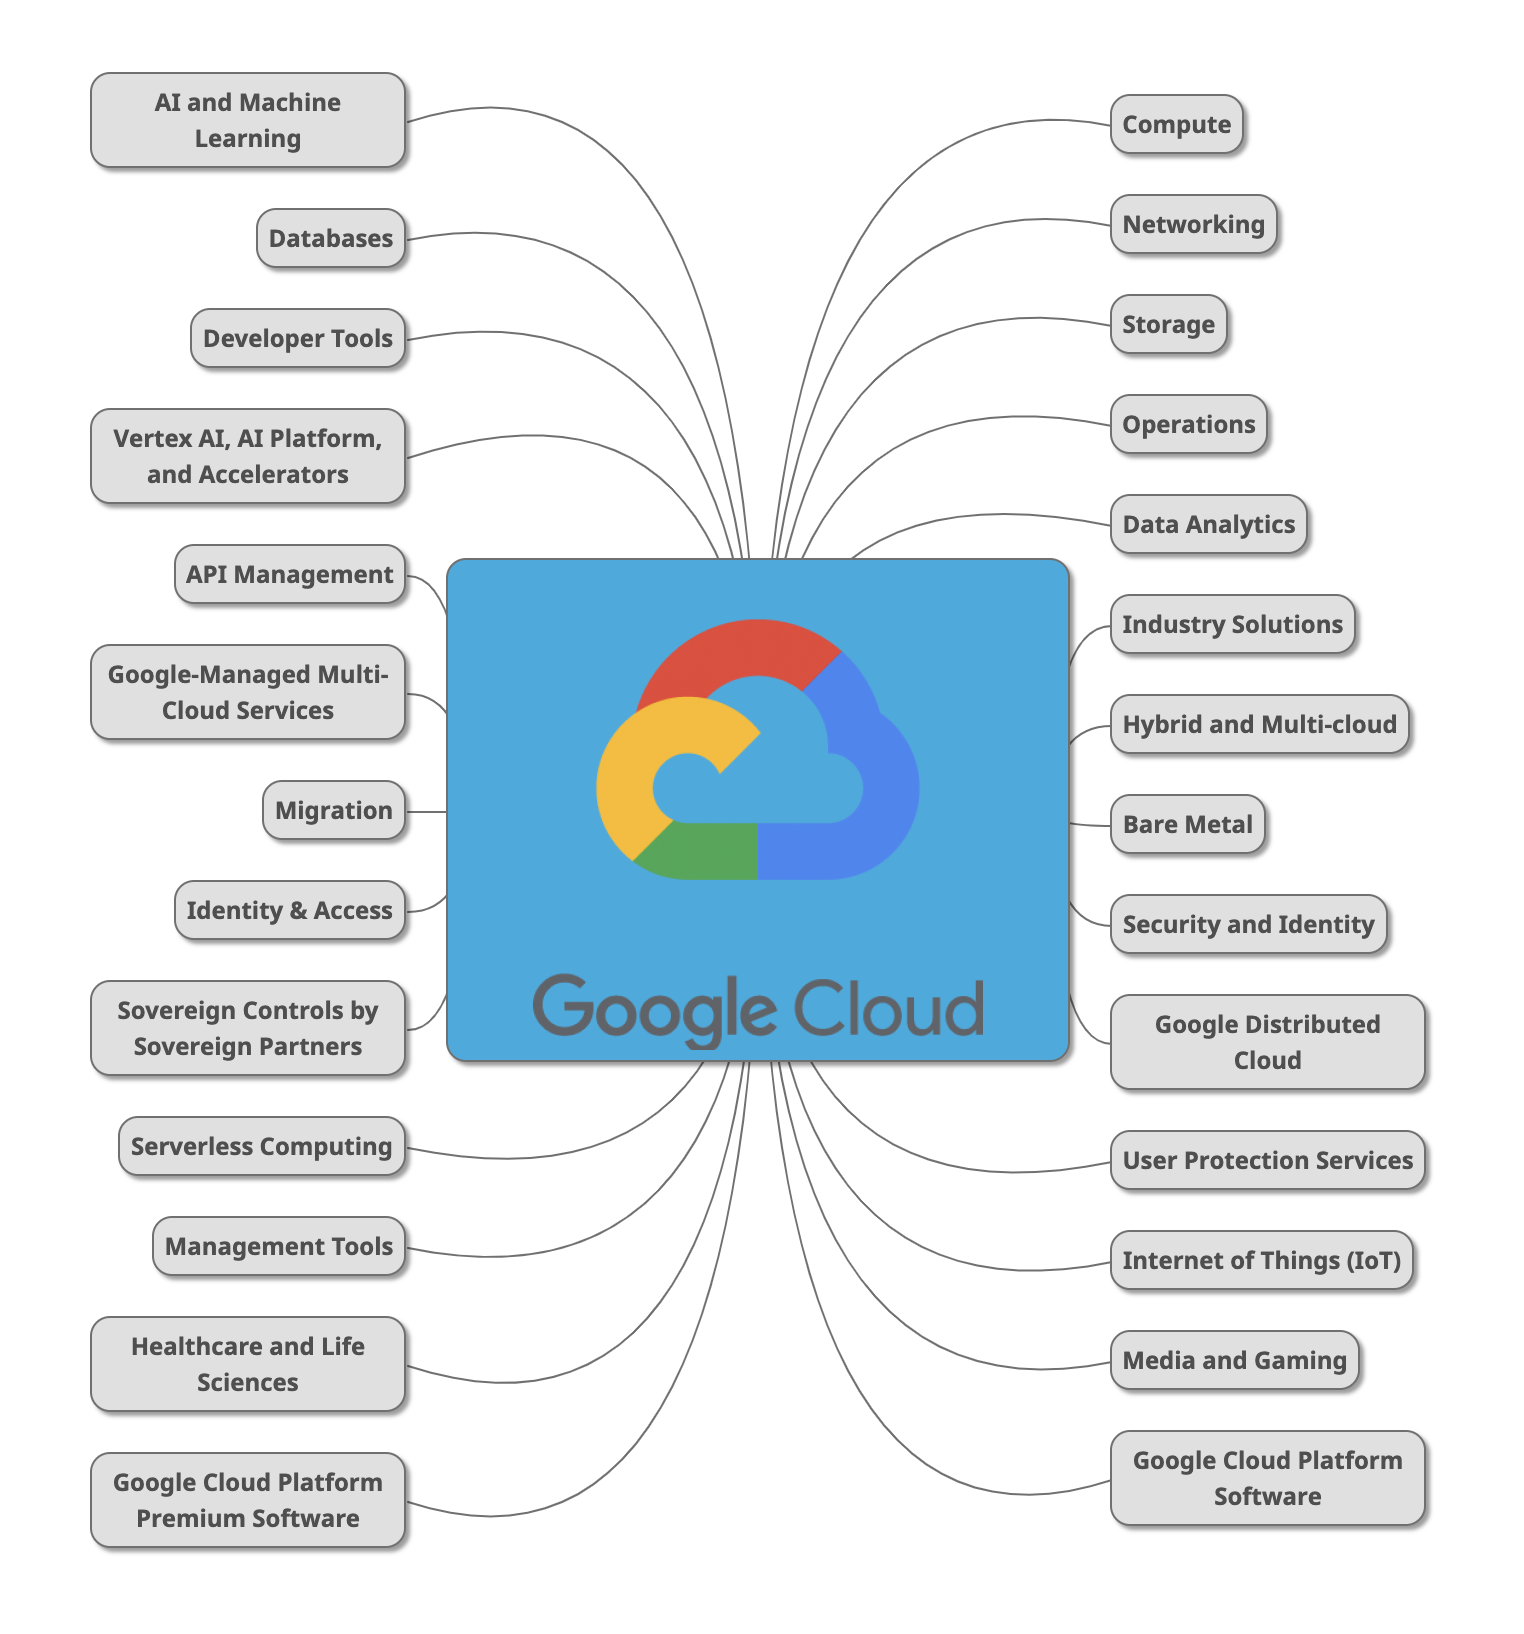 AI and Machine
Learning
Databases
Developer Tools
Vertex AI, AI Platform,
and Accelerators
API Management
Google-Managed Multi-
Cloud Services
Migration
Identity & Access
Sovereign Controls by
Sovereign Partners
Serverless Computing
Management Tools
Healthcare and Life
Sciences
Google Cloud Platform
Premium Software
Google Cloud
Compute
Networking
Storage
Operations
Data Analytics
Industry Solutions
Hybrid and Multi-cloud
Bare Metal
Security and Identity
Google Distributed
Cloud
User Protection Services
Internet of Things (IoT)
Media and Gaming
Google Cloud Platform
Software